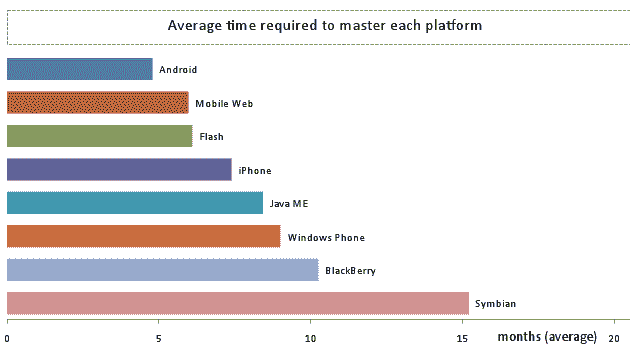 Average time required to master each platform
Android
Mobile Web
Flash
iPhone
Java ME
Windows Phone
BlackBerry
Symbian
0 5 10 15 months (average) 20